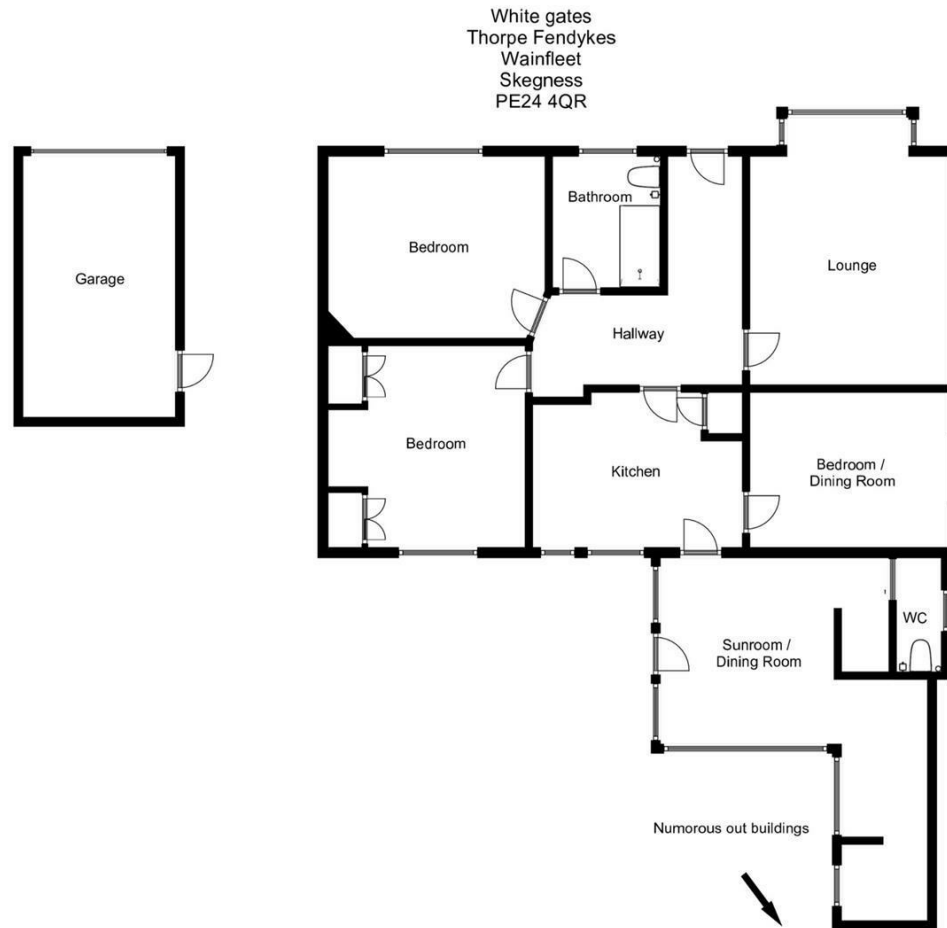 White gates
Thorpe Fendykes
Wainfleet
Skegness
PE24 4QR
Garage
Bedroom
Bathroom
Lounge
Hallway
Bedroom
Kitchen
Bedroom /
Dining Room
Sunroom /
Dining Room
WC
Numorous out buildings